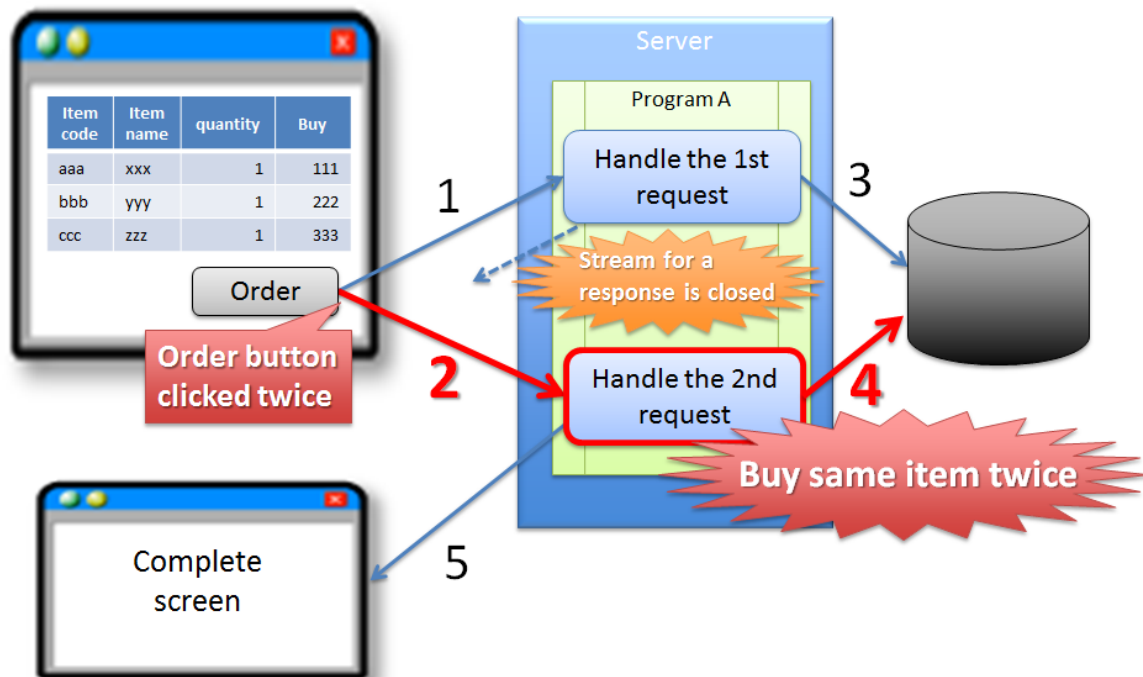 Server
Program A
Item code
Item name
quantity
Buy
aaa xxx 1 111
bbb yyy 1 222
ccc zzz 1 333
Order
Order button
clicked twice
1
Handle the 1st
request
3
Stream for a
response is closed
2
Handle the 2nd
request
4
Buy same item twice
5
Complete
screen